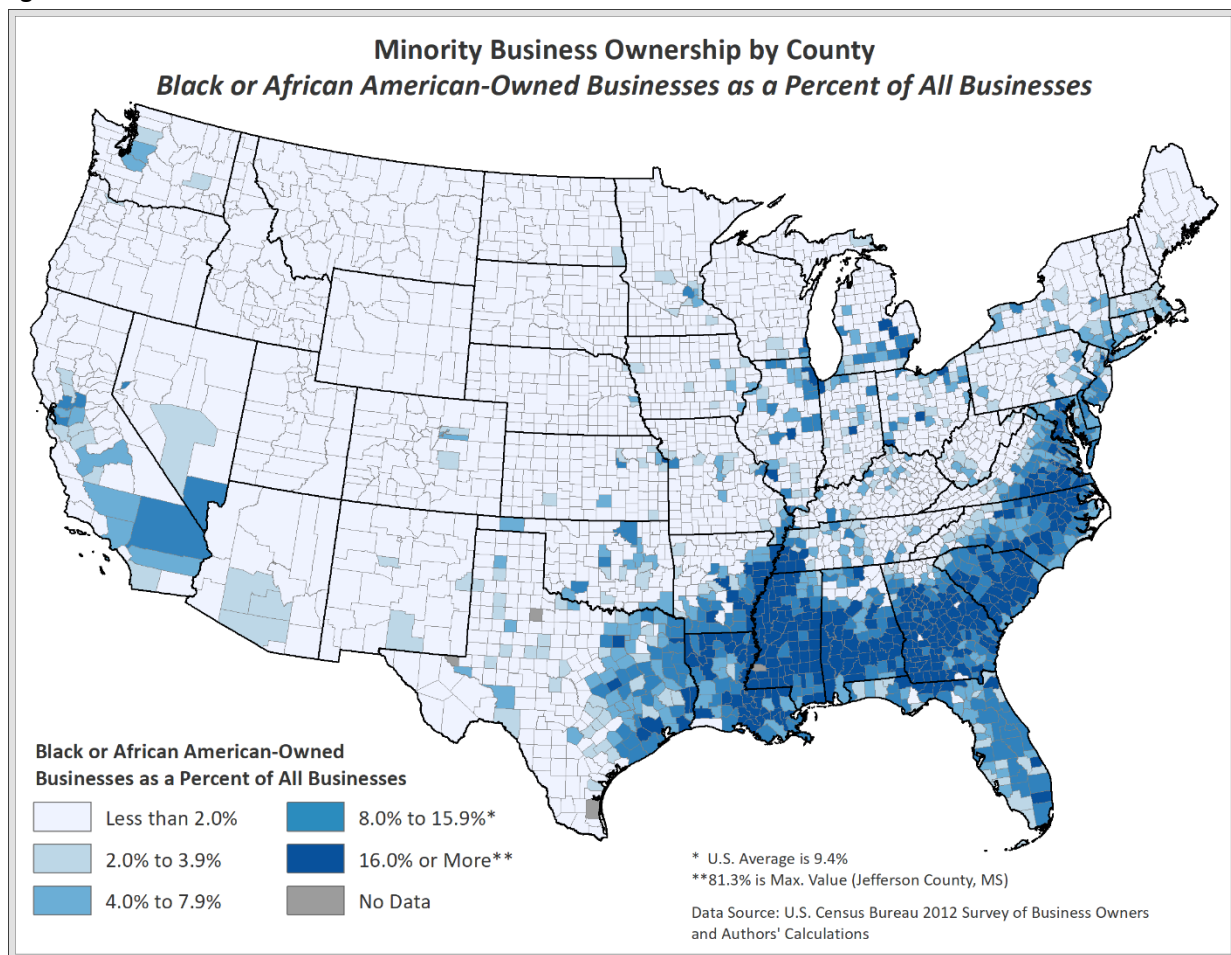 Minority Business Ownership by County
Black or African American-Owned Businesses as a Percent of All Businesses
Black or African American-Owned
Businesses as a Percent of All Businesses
Less than 2.0%
2.0% to 3.9%
4.0% to 7.9%
8.0% to 15.9%*
16.0% or More**
No Data
* U.S. Average is 9.4%
**81.3% is Max. Value (Jefferson County, MS)
Data Source: U.S. Census Bureau 2012 Survey of Business Owners
and Authors' Calculations